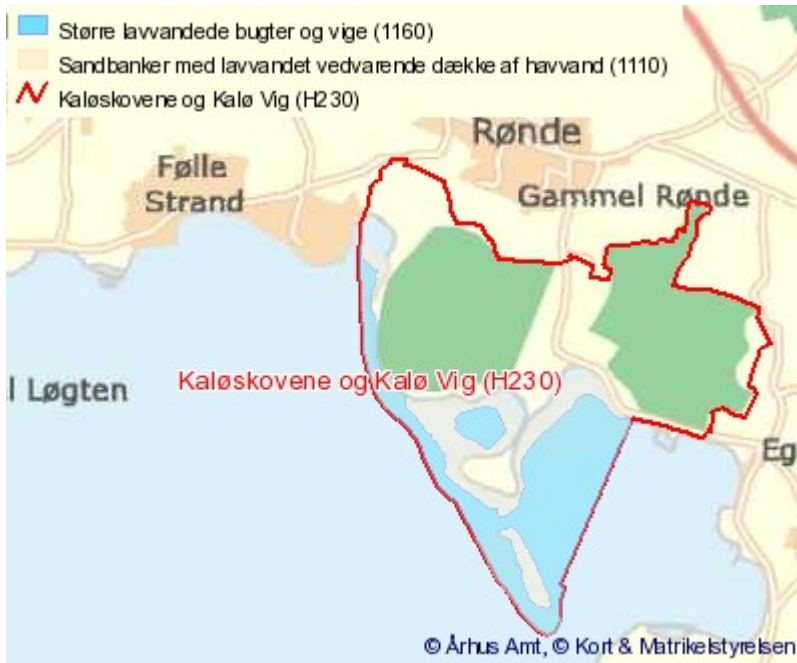 Større lavvandede bugter og vige (1160)
Sandbanker med lavvandet vedvarende dække af havvand (1110)
Kaløskovene og Kalø Vig (H230)
Rønde
Følle
Strand
Gammel Rønde
Kaløskovene og Kalø Vig (H230)
l Løgten
Eg
© Århus Amt, © Kort & Matrikelstyrelsen